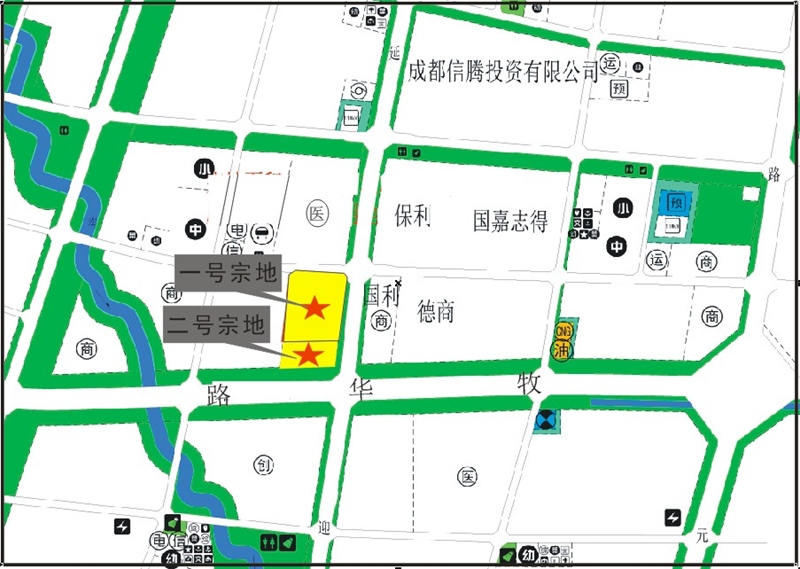 延
成都信腾投资有限公司
运
预
路
小
医
保利
国嘉志得
小
预
中
电
信
中
运
商
一号宗地
商
国利
德商
商
二号宗地
商
商
CNG
油
路 华 牧
创
医
迎
元
电
信
幼
幼